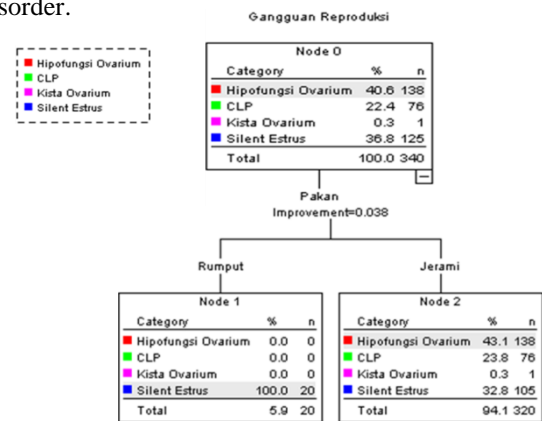 sorder.
Gangguan Reproduksi
Hipofungsi Ovarium
CLP
Kista Ovarium
Silent Estrus
Node 0
Category % n
Hipofungsi Ovarium 40.6 138
CLP 22.4 76
Kista Ovarium 0.3 1
Silent Estrus 36.8 125
Total 100.0 340
Pakan
Improvement=0.038
Rumput
Jerami
Node 1
Category % n
Hipofungsi Ovarium 0.0 0
CLP 0.0 0
Kista Ovarium 0.0 0
Silent Estrus 100.0 20
Total 5.9 20
Node 2
Category % n
Hipofungsi Ovarium 43.1 138
CLP 23.8 76
Kista Ovarium 0.3 1
Silent Estrus 32.8 105
Total 94.1 320